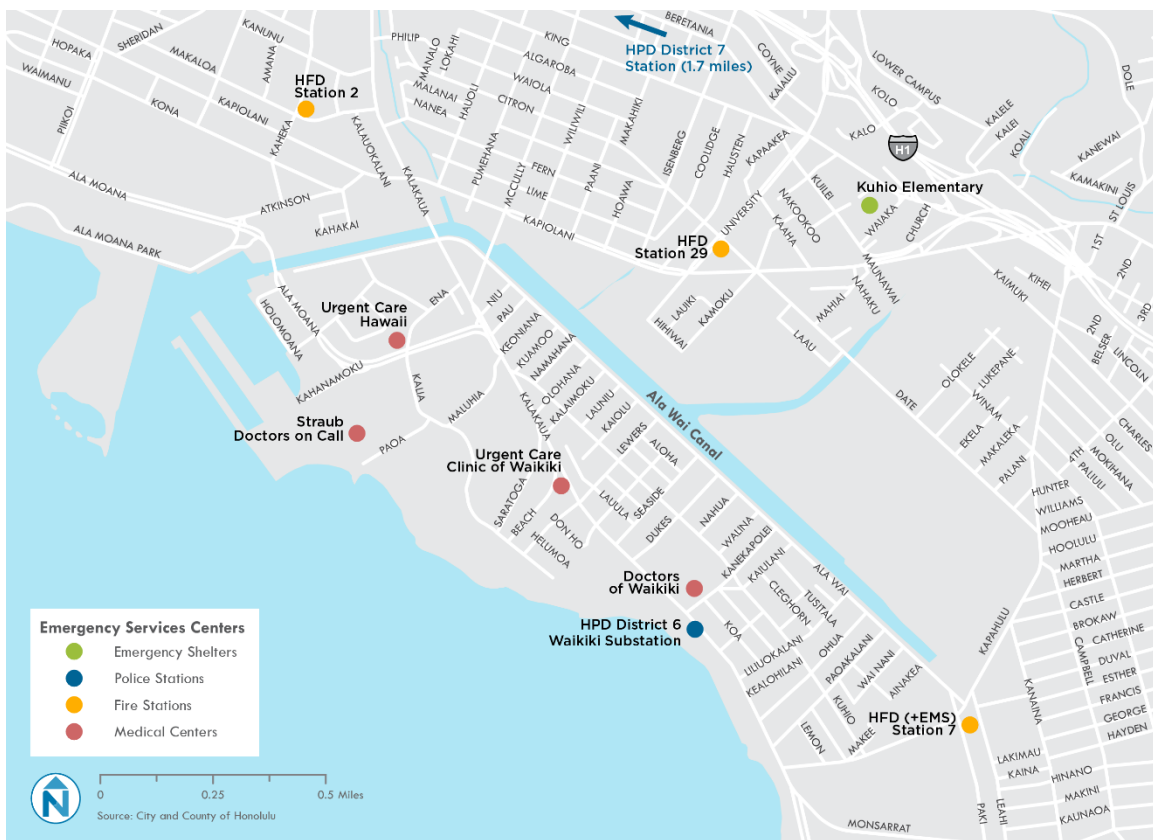 BERETANIA
KING
KANUNU
SHERIDAN
HOPAKA
MAKALOA
AMANA
PHILIP
MANALO
LOKAHI
ALGAROBA
HPD District 7
Station (1.7 miles)
COYNE
KAIALIU
LOWER CAMPUS
DOLE
WAIMANU
HFD
Station 2
MALANAI
NANEA
HAUOLI
WAIOLA
CITRON
KOLO
KALELE
KALEI
KOALI
PIIKOI
KONA
KAPIOLANI
KAHEKA
KALAUOKALANI
KALAKAUA
PUMEHANA
WILIWILI
MAKAHIKI
ISENBERG
COOLIDGE
HAUSTEN
KAPAAKEA
KALO
H1
KANEWAI
KAMAKINI
ST LOUIS
ALA MOANA
ATKINSON
MCCULLY
FERN
LIME
PAANI
HOAWA
KUILEI
Kuhio Elementary
WAIAKA
CHURCH
ALA MOANA PARK
KAHAKAI
KAPIOLANI
UNIVERSITY
NAKOOKOO
KAAHA
HFD
Station 29
MAUNAWAI
NAHAKU
1ST
2ND
3RD
KAIMUKI
KIHEI
ALA MOANA
HOLOMOANA
Urgent Care
Hawaii
ENA
NIU
PAU
KEONIANA
KUAMOO
NAMAHANA
LAUIKI
HIHIWAI
KAMOKU
MAHIAI
LAAU
2ND
BELSER
LINCOLN
KAHANAMOKU
KALIA
MALUHIA
OLOHANA
KALAIMOKU
LAUNIU
KAIOLU
KALAKAUA
Ala Wai Canal
DATE
OLOKELE
LUKEPANE
WINAM
EKELA
MAKALEKA
PALANI
Straub
Doctors on Call
PAOA
LEWERS
ALOHA
4TH
CHARLES
OLU
MOKIHANA
PALIULI
Urgent Care
Clinic of Waikiki
SARATOGA
BEACH
DON HO
HELUMOA
LAUULA
SEASIDE
DUKES
NAHUA
WALINA
KANEKAPOLEI
KAIULANI
HUNTER
WILLIAMS
MOOHEAU
HOOLULU
MARTHA
HERBERT
Doctors
of Waikiki
CLEGHORN
TUSITALA
ALA WAI
CASTLE
BROKAW
CATHERINE
DUVAL
ESTHER
FRANCIS
GEORGE
HAYDEN
HPD District 6
Waikiki Substation
KOA
LILIUOKALANI
KEALOHILANI
OHUA
PAOAKALANI
WAI NANI
AINAKEA
KAPAHULU
KANAINA
CAMPBELL
KUHIO
LEMON
MAKEE
HFD (+EMS)
Station 7
LAKIMAU
KAINA
HINANO
MAKINI
KAUNAOA
PAKI
LEAHI
MONSARRAT
Emergency Services Centers
Emergency Shelters
Police Stations
Fire Stations
Medical Centers
N
0
0.25
0.5 Miles
Source: City and County of Honolulu